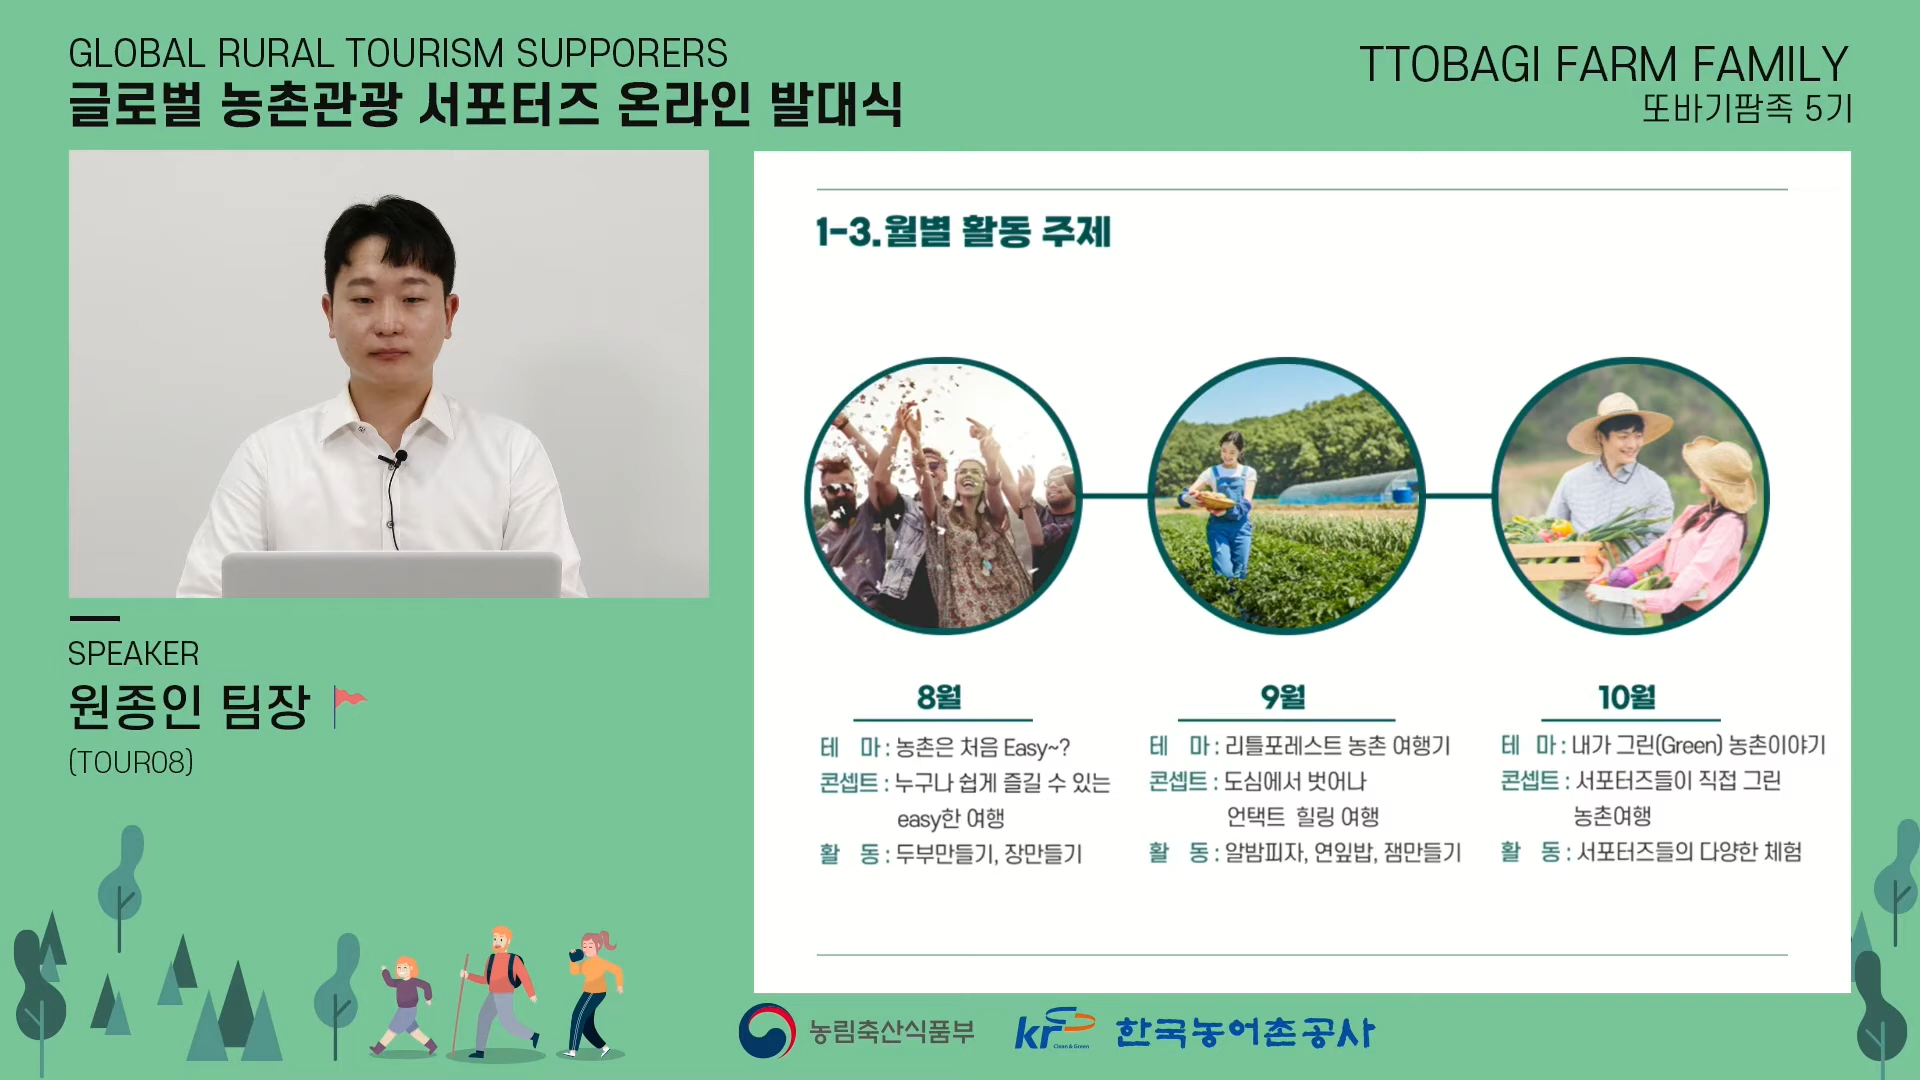 GLOBAL RURAL TOURISM SUPPORERS
글로벌 농촌관광 서포터즈 온라인 발대식
TTOBAGI FARM FAMILY
또바기팜족 5기
SPEAKER
원종인 팀장
(TOUR08)
1-3.월별 활동 주제
8월
테 마 : 농촌은 처음 Easy~?
콘셉트 : 누구나 쉽게 즐길 수 있는
easy한 여행
활 동 : 두부만들기, 장만들기
9월
테 마 : 리틀포레스트 농촌 여행기
콘셉트 : 도심에서 벗어나
언택트 힐링 여행
활 동 : 알밤피자, 연잎밥, 잼만들기
10월
테 마 : 내가 그린(Green) 농촌이야기
콘셉트 : 서포터즈들이 직접 그린
농촌여행
활 동 : 서포터즈들의 다양한 체험
농림축산식품부
kr
Clean & Green
한국농어촌공사